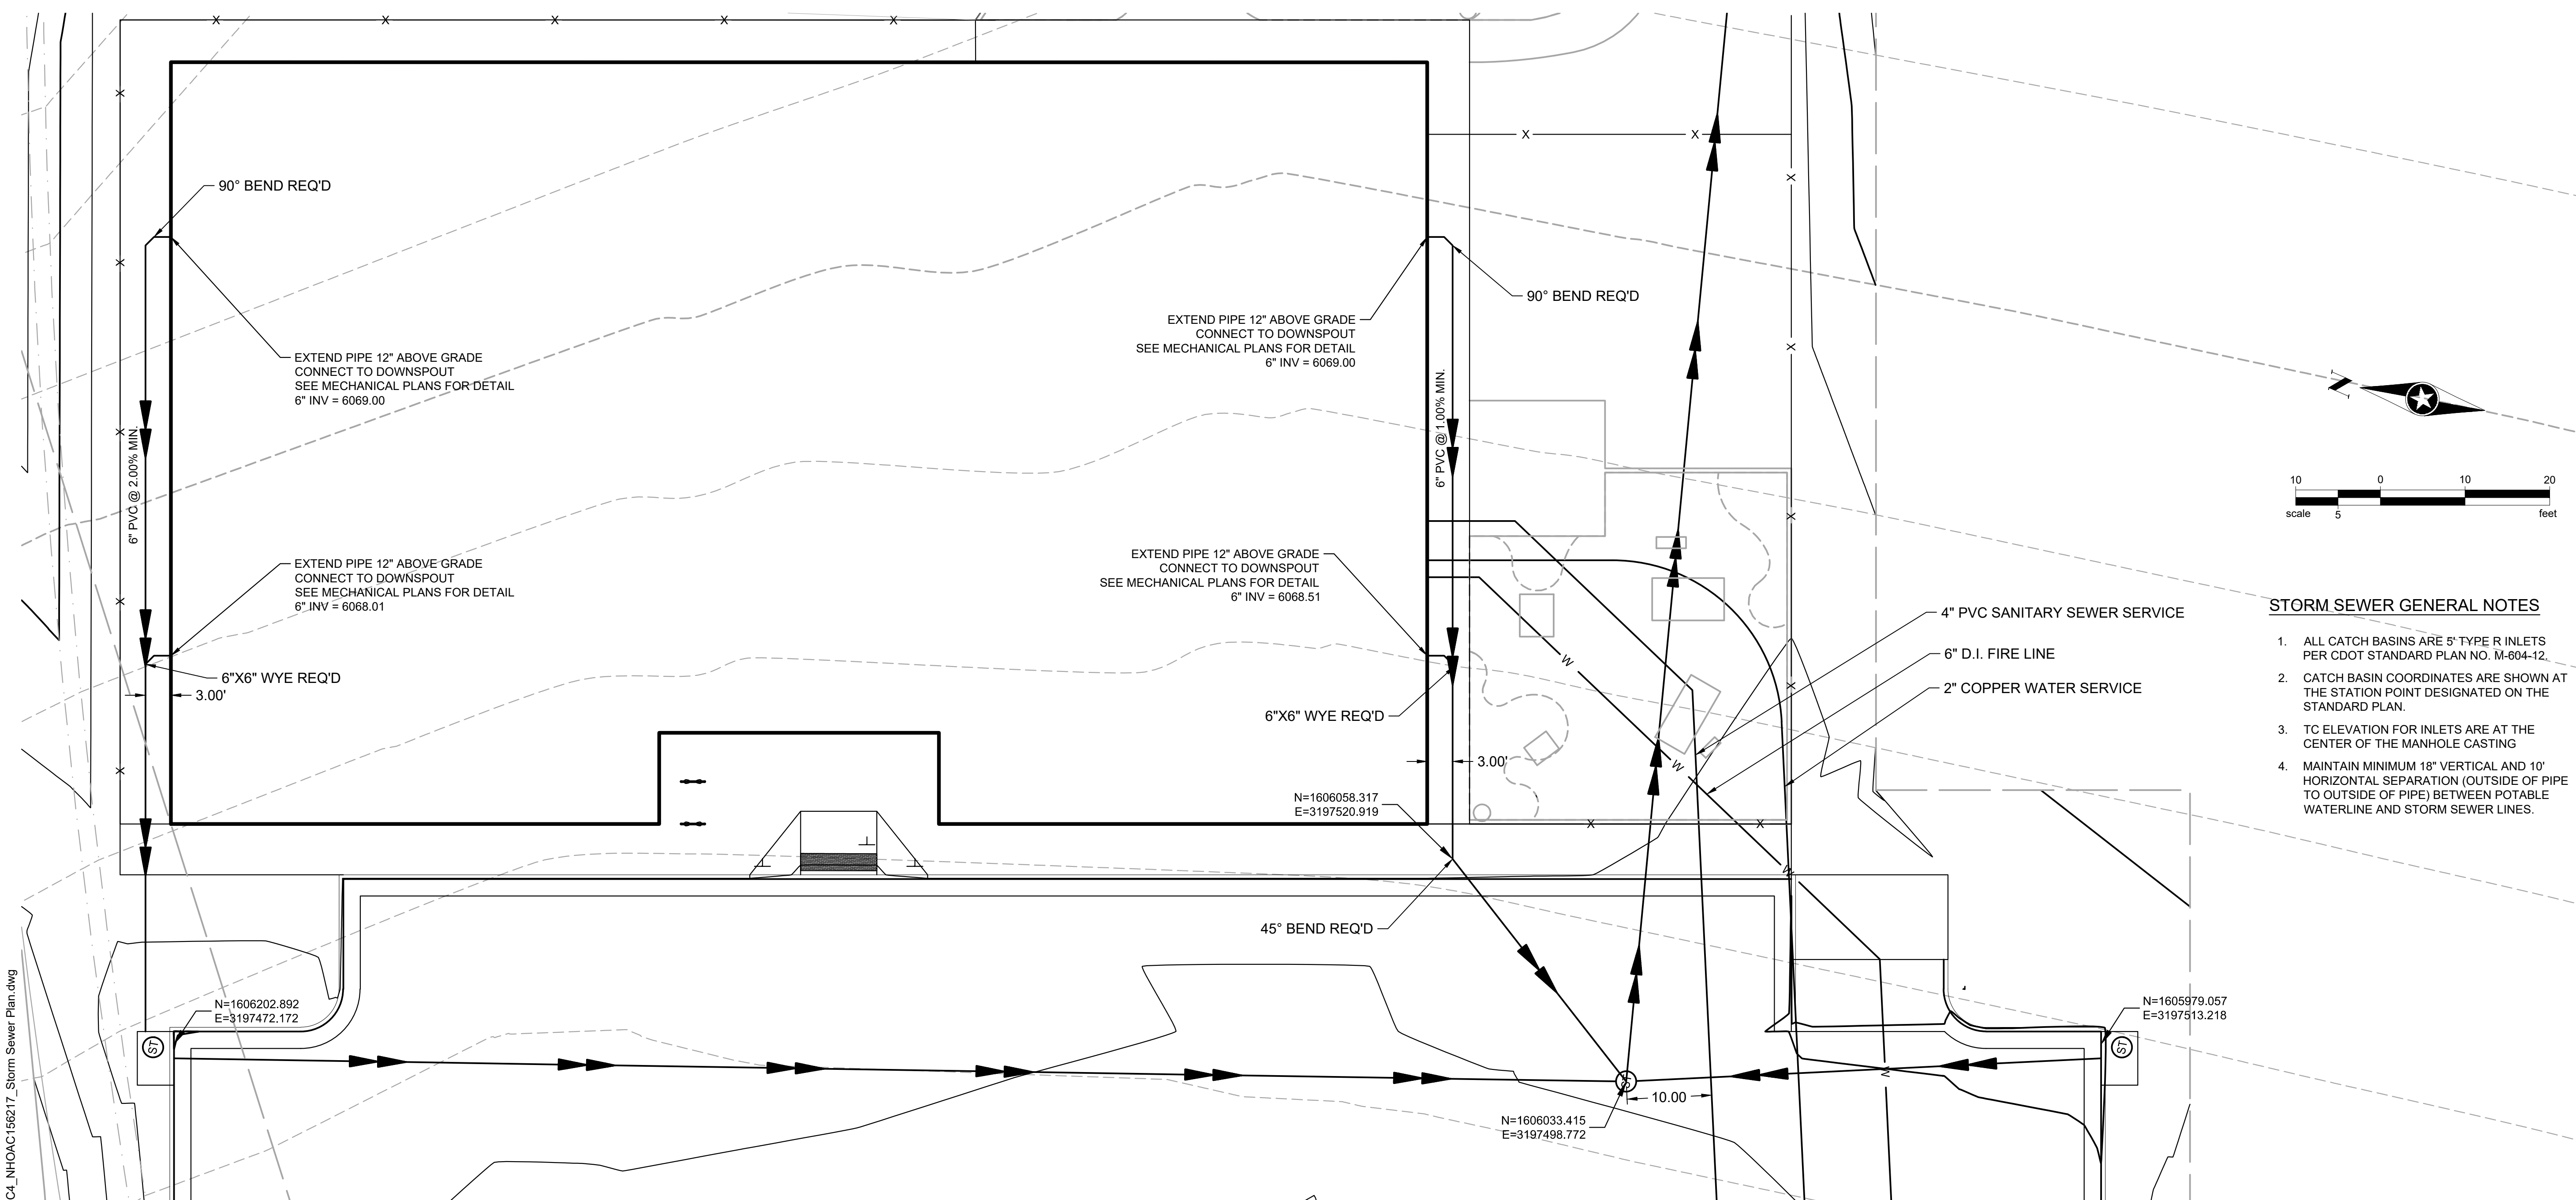 90° BEND REQ'D
EXTEND PIPE 12" ABOVE GRADE
CONNECT TO DOWNSPOUT
SEE MECHANICAL PLANS FOR DETAIL
6" INV = 6069.00
6" PVC @ 2.00% MIN.
EXTEND PIPE 12" ABOVE GRADE
CONNECT TO DOWNSPOUT
SEE MECHANICAL PLANS FOR DETAIL
6" INV = 6068.01
6"X6" WYE REQ'D
3.00'
EXTEND PIPE 12" ABOVE GRADE
CONNECT TO DOWNSPOUT
SEE MECHANICAL PLANS FOR DETAIL
6" INV = 6069.00
90° BEND REQ'D
6" PVC @ 1.00% MIN.
EXTEND PIPE 12" ABOVE GRADE
CONNECT TO DOWNSPOUT
SEE MECHANICAL PLANS FOR DETAIL
6" INV = 6068.51
6"X6" WYE REQ'D
3.00'
N=1606058.317
E=3197520.919
45° BEND REQ'D
W
W
W
W
4" PVC SANITARY SEWER SERVICE
6" D.I. FIRE LINE
2" COPPER WATER SERVICE
N
10 0 10 20
scale 5 feet
STORM SEWER GENERAL NOTES
1. ALL CATCH BASINS ARE 5' TYPE R INLETS
PER CDOT STANDARD PLAN NO. M-604-12.
2. CATCH BASIN COORDINATES ARE SHOWN AT
THE STATION POINT DESIGNATED ON THE
STANDARD PLAN.
3. TC ELEVATION FOR INLETS ARE AT THE
CENTER OF THE MANHOLE CASTING
4. MAINTAIN MINIMUM 18" VERTICAL AND 10'
HORIZONTAL SEPARATION (OUTSIDE OF PIPE
TO OUTSIDE OF PIPE) BETWEEN POTABLE
WATERLINE AND STORM SEWER LINES.
N=1606202.892
E=3197472.172
ST
ST
10.00
N=1606033.415
E=3197498.772
N=1605979.057
E=3197513.218
ST
C4_NHOAC156217_Storm Sewer Plan.dwg